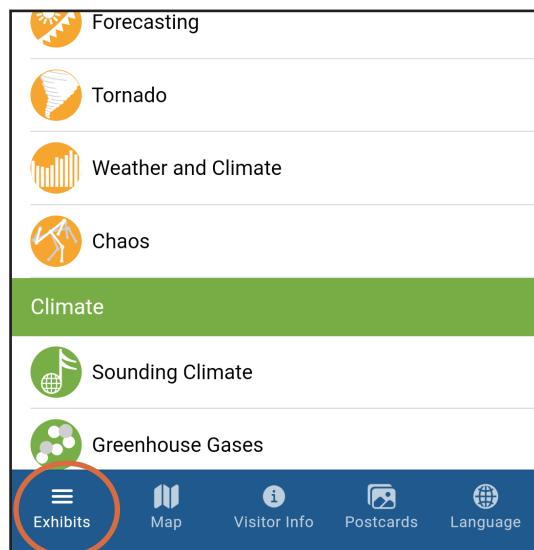 Forecasting
Tornado
Weather and Climate
Chaos
Climate
Sounding Climate
Greenhouse Gases
Exhibits
Map
Visitor Info
Postcards
Language